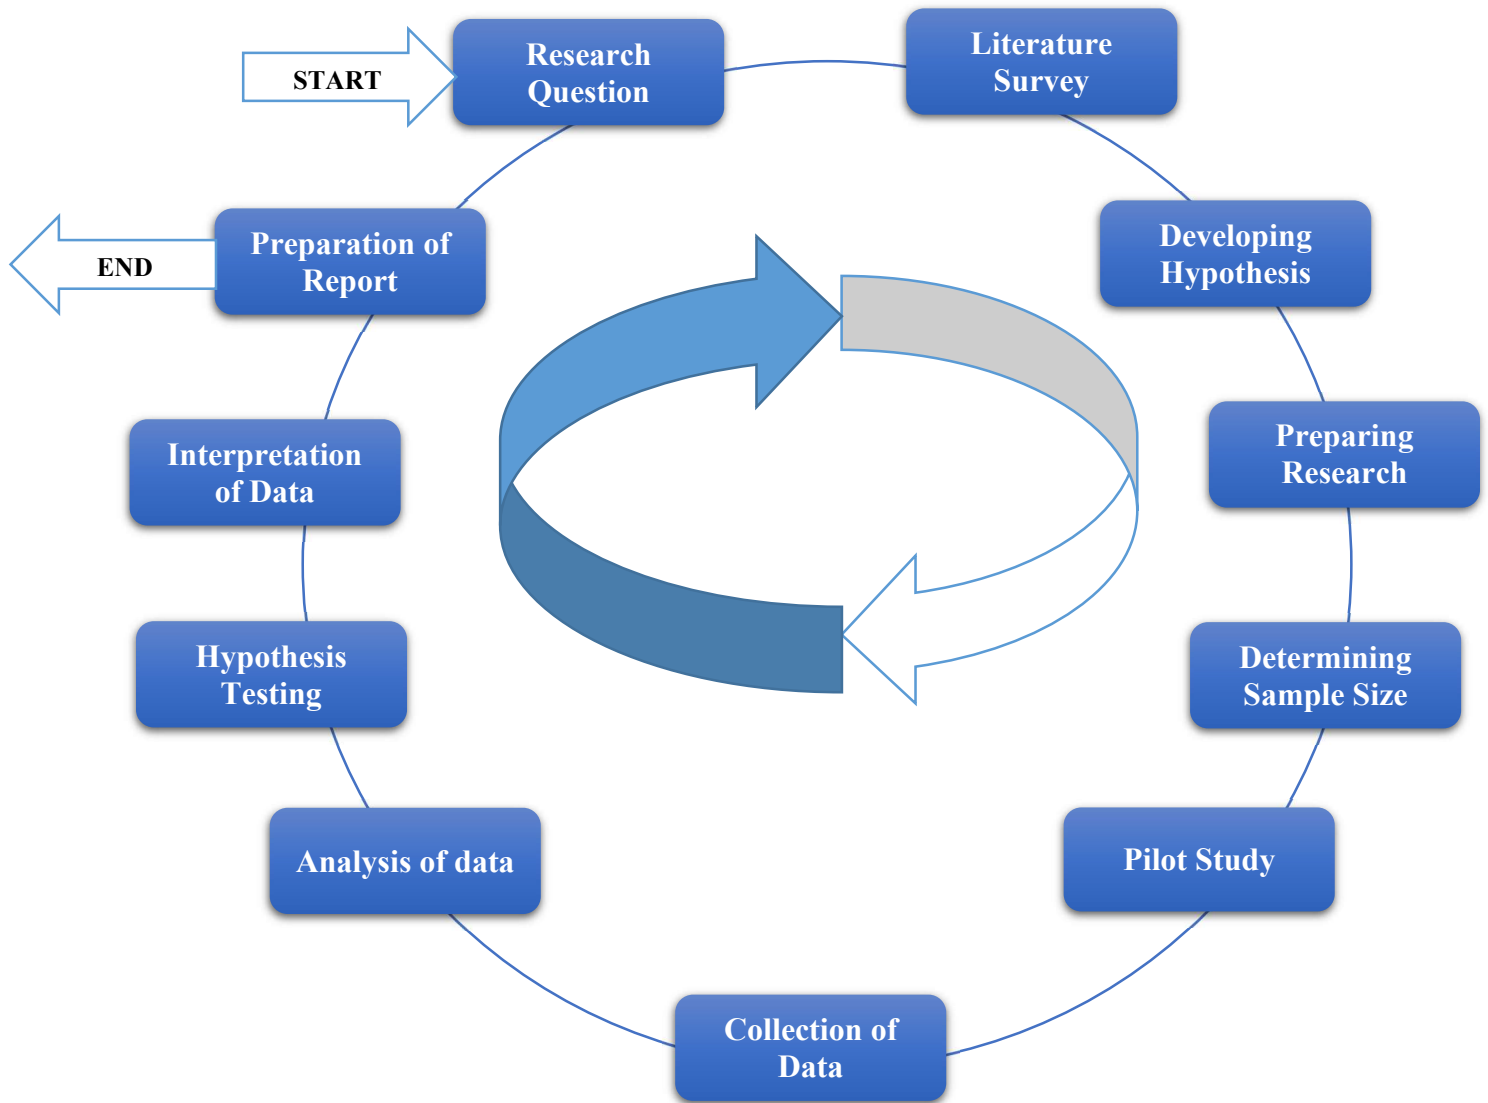 START
Research
Question
Literature
Survey
Developing
Hypothesis
Preparing
Research
Determining
Sample Size
Pilot Study
Collection of
Data
Analysis of data
Hypothesis
Testing
Interpretation
of Data
Preparation of
Report
END